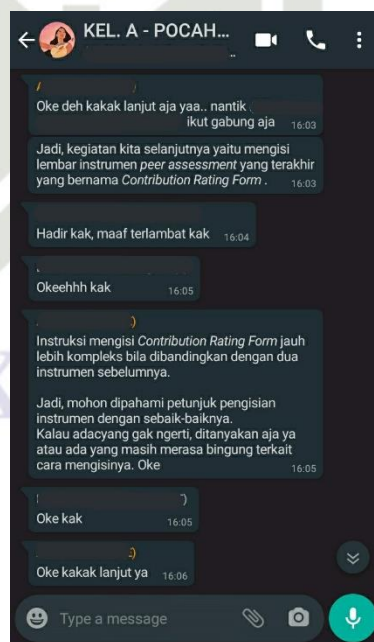 KEL. A - POCAH...
Oke deh kakak lanjut aja yaa.. nantik
ikut gabung aja 16:03
Jadi, kegiatan kita selanjutnya yaitu mengisi
lembar instrumen peer assessment yang terakhir
yang bernama Contribution Rating Form . 16:03
Hadir kak, maaf terlambat kak 16:04
Okeehhh kak 16:05
Instruksi mengisi Contribution Rating Form jauh
lebih kompleks bila dibandingkan dengan dua
instrumen sebelumnya.
Jadi, mohon dipahami petunjuk pengisian
instrumen dengan sebaik-baiknya.
Kalau adacyang gak ngerti, ditanyakan aja ya
atau ada yang masih merasa bingung terkait
cara mengisinya. Oke 16:05
Oke kak 16:05
Oke kakak lanjut ya 16:06
Type a message